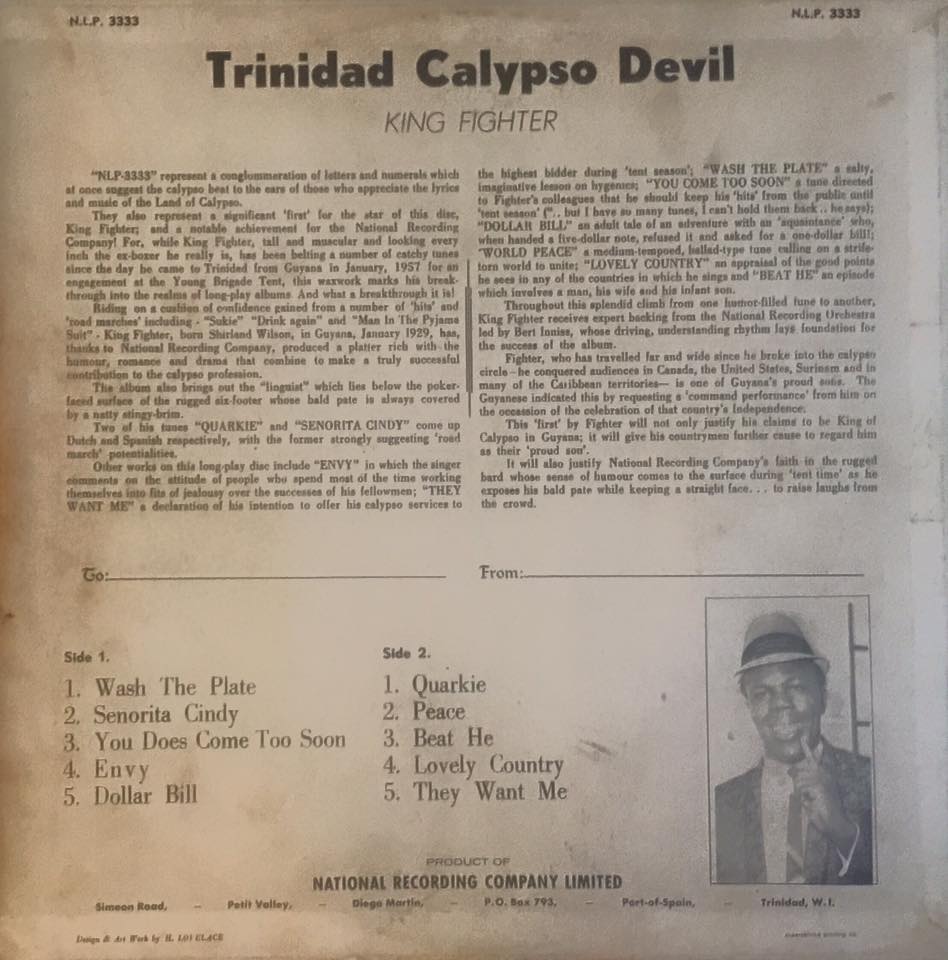 N.L.P. 3333
N.L.P. 3333
Trinidad Calypso Devil
KING FIGHTER
"NLP-3333" represent a conglommeration of letters and numerals which
at once suggest the calypso beat to the ears of those who appreciate the lyrics
and music of the Land of Calypso.
They also represent a significant 'first' for the star of this disc,
King Fighter; and a notable achievement for the National Recording
Company! For, while King Fighter, tall and muscular and looking every
inch the ex-boxer he really is, has been belting a number of catchy tunes
since the day he came to Trinidad from Guyana in January, 1957 for an
engagement at the Young Brigade Tent, this waxwork marks his break-
through into the realms of long-play albums. And what a breakthrough it is!
Riding on a cushion of confidence gained from a number of 'hits' and
'road marches' including - "Sukie" "Drink again" and "Man In The Pyjama
Suit" - King Fighter, born Shirland Wilson, in Guyana, January 1929, has,
thanks to National Recording Company, produced a platter rich with the
humour, romance and drama that combine to make a truly successful
contribution to the calypso profession.
The album also brings out the "linguist" which lies below the poker-
faced surface of the rugged six-footer whose bald pate is always covered
by a natty stingy-brim.
Two of his tunes "QUARKIE" and "SENORITA CINDY" come up
Dutch and Spanish respectively, with the former strongly suggesting 'road
march' potentialities.
Other works on this long-play disc include "ENVY" in which the singer
comments on the attitude of people who spend most of the time working
themselves into fits of jealousy over the successes of his fellowmen; "THEY
WANT ME" a declaration of his intention to offer his calypso services to
the highest bidder during 'tent season'; "WASH THE PLATE" a salty,
imaginative lesson on hygenics; "YOU COME TOO SOON" a tune directed
to Fighter's colleagues that he should keep his 'hits' from the public until
'tent season' (".. but I have so many tunes, I can't hold them back .. he says);
"DOLLAR BILL" an adult tale of an adventure with an 'aquaintance' who,
when handed a five-dollar note, refused it and asked for a one-dollar bill;
"WORLD PEACE" a medium-tempoed, ballad-type tune calling on a strife-
torn world to unite; "LOVELY COUNTRY" an appraisal of the good points
he sees in any of the countries in which he sings and "BEAT HE" an episode
which involves a man, his wife and his infant son.
Throughout this splendid climb from one humor-filled tune to another,
King Fighter receives expert backing from the National Recording Orchestra
led by Bert Inniss, whose driving, understanding rhythm lays foundation for
the success of the album.
Fighter, who has travelled far and wide since he broke into the calypso
circle—he conquered audiences in Canada, the United States, Surinam and in
many of the Caribbean territories— is one of Guyana's proud sons. The
Guyanese indicated this by requesting a 'command performance' from him on
the occasion of the celebration of that country's Independence.
This 'first' by Fighter will not only justify his claims to be King of
Calypso in Guyana; it will give his countrymen further cause to regard him
as their 'proud son'.
It will also justify National Recording Company's faith in the rugged
bard whose sense of humour comes to the surface during 'tent time' as he
exposes his bald pate while keeping a straight face... to raise laughs from
the crowd.
To:
From:
Side 1.
1. Wash The Plate
2. Senorita Cindy
3. You Does Come Too Soon
4. Envy
5. Dollar Bill
Side 2.
1. Quarkie
2. Peace
3. Beat He
4. Lovely Country
5. They Want Me
PRODUCT OF
NATIONAL RECORDING COMPANY LIMITED
Simeon Road, — Petit Valley, — Diego Martin, — P.O. Box 793, — Port-of-Spain, — Trinidad, W.I.
Design & Art Work by H. LOVELACE